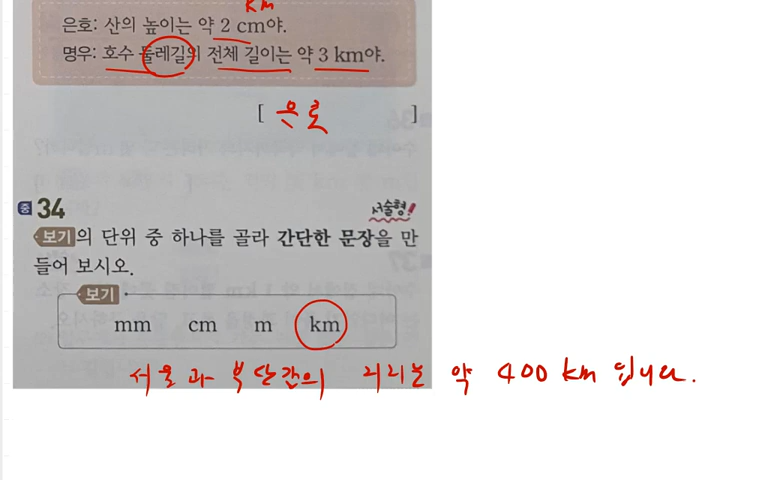 km
은호: 산의 높이는 약 2 cm야.
명우: 호수 둘레길의 전체 길이는 약 3 km야.
[ 은호 ]
중 34 서술형!
보기의 단위 중 하나를 골라 간단한 문장을 만
들어 보시오.
보기
mm cm m km
서울과 부산간의 거리는 약 400 km 입니다.